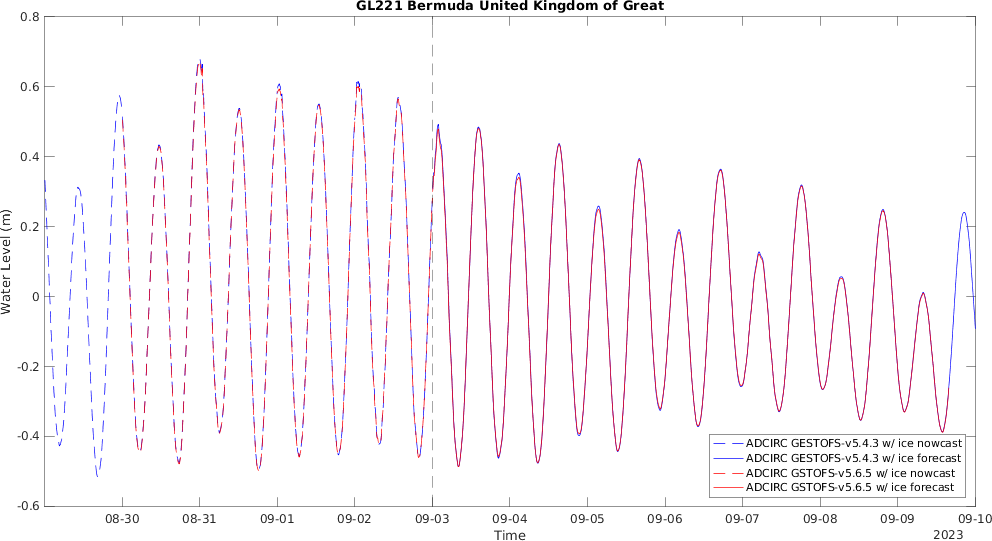 GL221 Bermuda United Kingdom of Great
0.8
0.6
0.4
0.2
0
-0.2
-0.4
-0.6
Water Level (m)
ADCIRC GESTOFS-v5.4.3 w/ ice nowcast
ADCIRC GESTOFS-v5.4.3 w/ ice forecast
ADCIRC GSTOFS-v5.6.5 w/ ice nowcast
ADCIRC GSTOFS-v5.6.5 w/ ice forecast
08-30 08-31 09-01 09-02 09-03 09-04 09-05 09-06 09-07 09-08 09-09 09-10
Time
2023